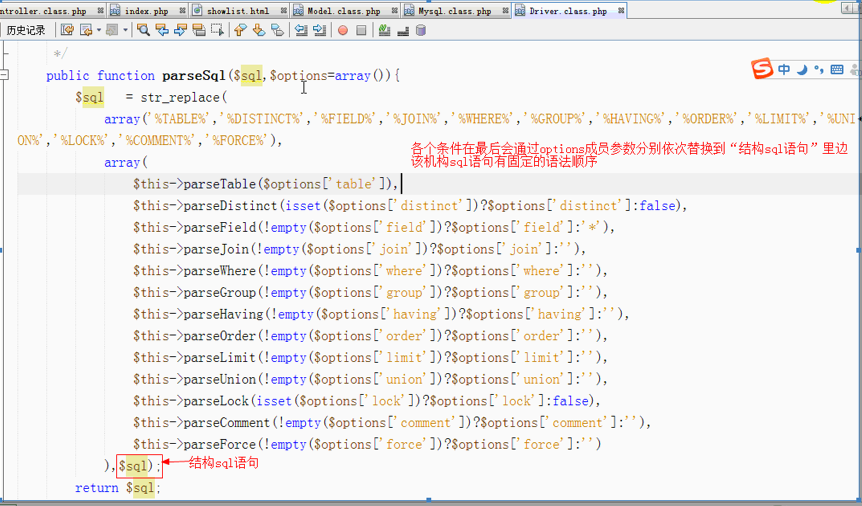 ntroller.class.php index.php showlist.html Model.class.php Mysql.class.php Driver.class.php
历史记录
*/
public function parseSql($sql,$options=array()){
$sql = str_replace(
array('%TABLE%','%DISTINCT%','%FIELD%','%JOIN%','%WHERE%','%GROUP%','%HAVING%','%ORDER%','%LIMIT%','%UNI
ON%','%LOCK%','%COMMENT%','%FORCE%'),
各个条件在最后会通过options成员参数分别依次替换到“结构sql语句”里边
array(
该机构sql语句有固定的语法顺序
$this->parseTable($options['table']),
$this->parseDistinct(isset($options['distinct'])?$options['distinct']:false),
$this->parseField(!empty($options['field'])?$options['field']:'*'),
$this->parseJoin(!empty($options['join'])?$options['join']:''),
$this->parseWhere(!empty($options['where'])?$options['where']:''),
$this->parseGroup(!empty($options['group'])?$options['group']:''),
$this->parseHaving(!empty($options['having'])?$options['having']:''),
$this->parseOrder(!empty($options['order'])?$options['order']:''),
$this->parseLimit(!empty($options['limit'])?$options['limit']:''),
$this->parseUnion(!empty($options['union'])?$options['union']:''),
$this->parseLock(isset($options['lock'])?$options['lock']:false),
$this->parseComment(!empty($options['comment'])?$options['comment']:''),
$this->parseForce(!empty($options['force'])?$options['force']:'')
),$sql); 结构sql语句
return $sql;
S 中